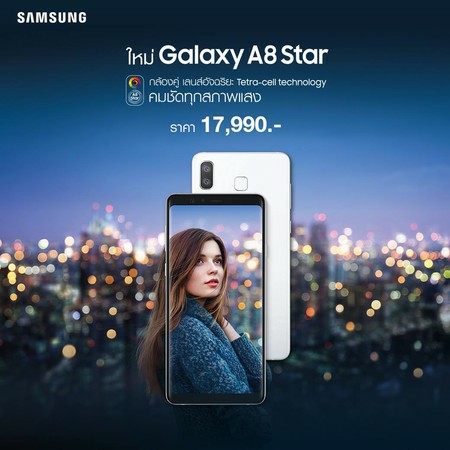 SAMSUNG
ใหม่ Galaxy A8 Star
กล้องคู่ เลนส์อัจฉริยะ Tetra-cell technology
A8 Star
คมชัดทุกสภาพแสง
ราคา 17,990.-